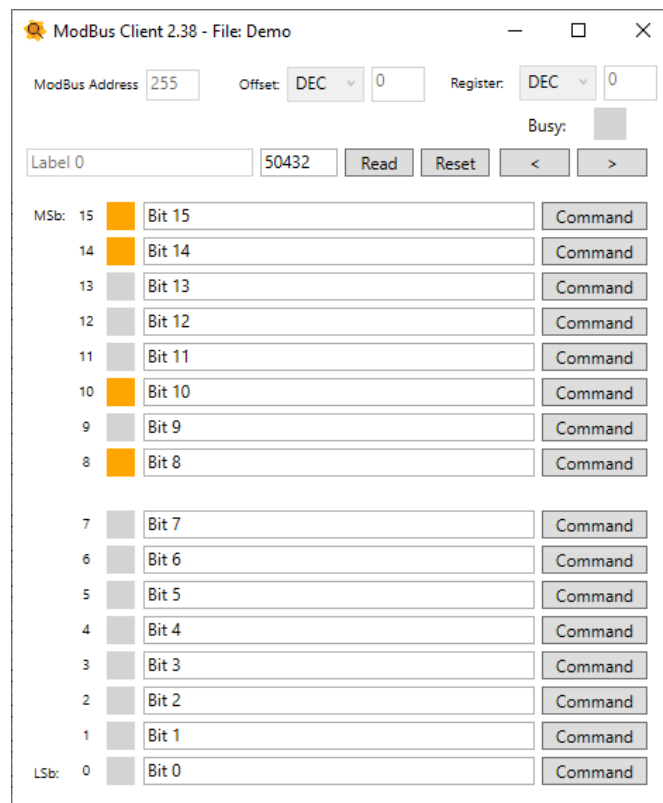 ModBus Client 2.38 - File: Demo
ModBus Address 255 Offset: DEC 0 Register: DEC 0
Busy:
Label 0 50432 Read Reset < >
MSb: 15 Bit 15 Command
14 Bit 14 Command
13 Bit 13 Command
12 Bit 12 Command
11 Bit 11 Command
10 Bit 10 Command
9 Bit 9 Command
8 Bit 8 Command
7 Bit 7 Command
6 Bit 6 Command
5 Bit 5 Command
4 Bit 4 Command
3 Bit 3 Command
2 Bit 2 Command
1 Bit 1 Command
LSb: 0 Bit 0 Command